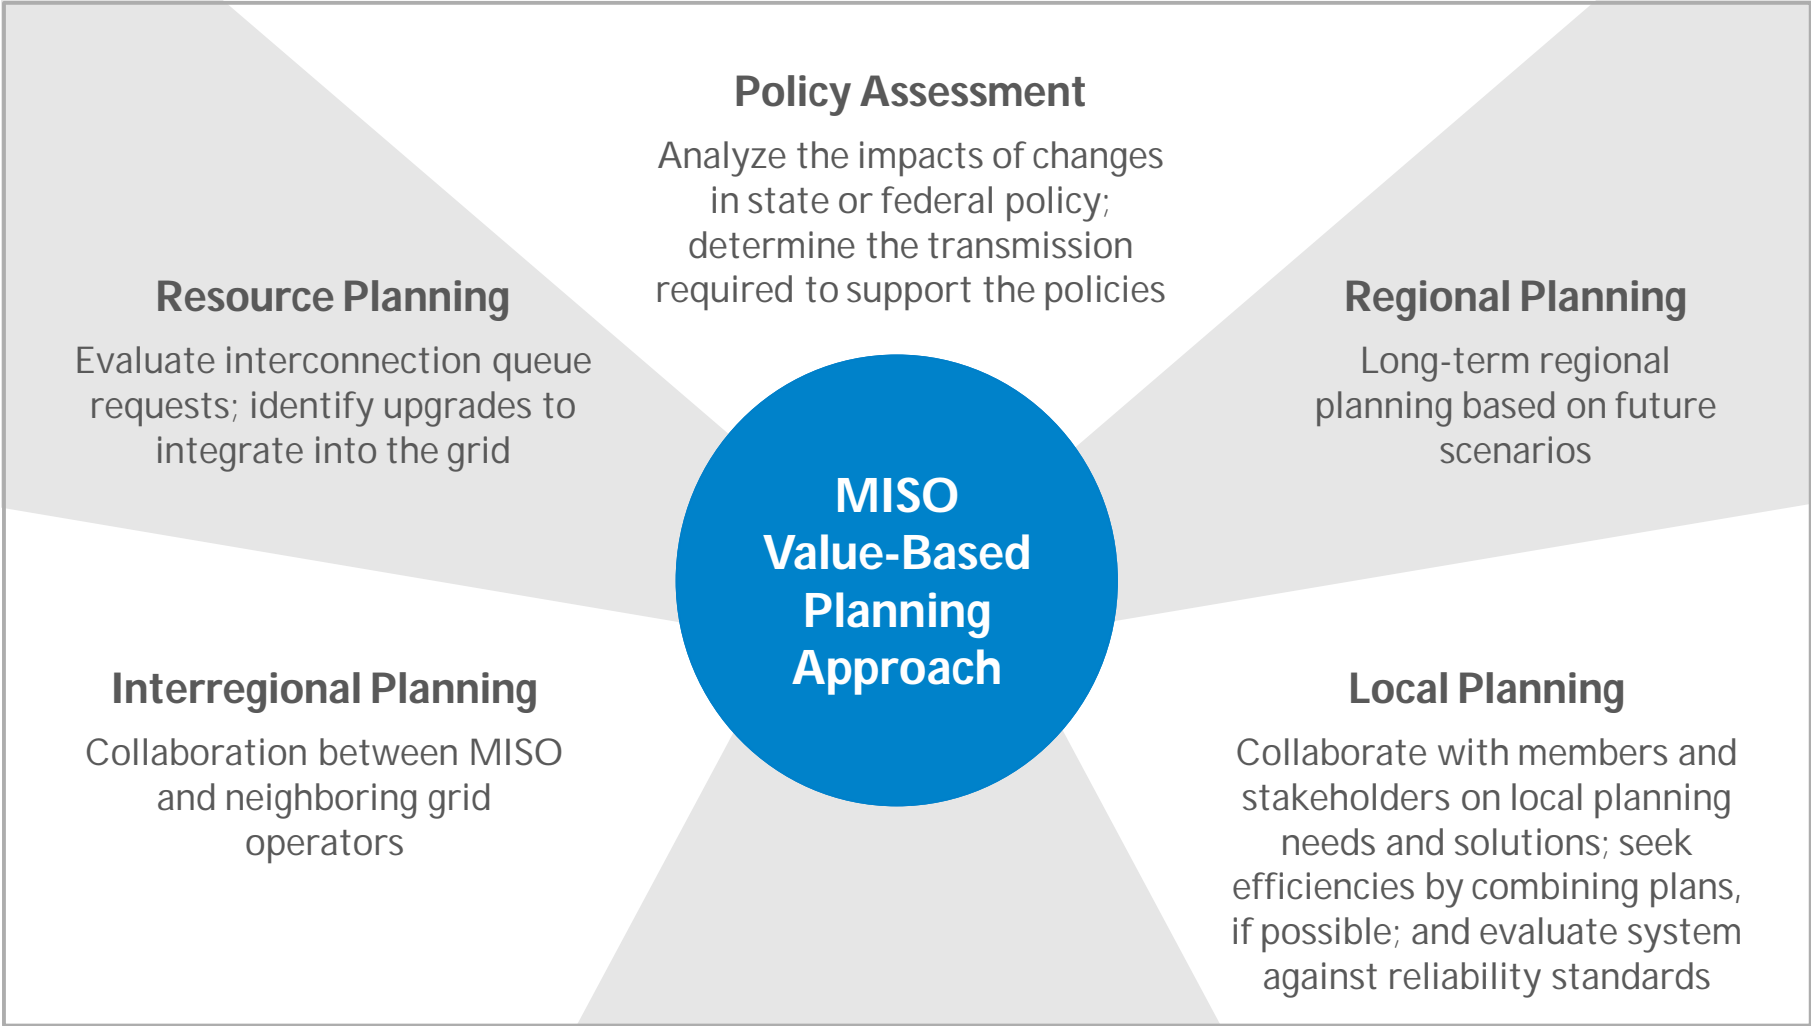 Policy Assessment
Analyze the impacts of changes
in state or federal policy;
determine the transmission
required to support the policies
Resource Planning
Evaluate interconnection queue
requests; identify upgrades to
integrate into the grid
Regional Planning
Long-term regional
planning based on future
scenarios
MISO
Value-Based
Planning
Approach
Interregional Planning
Collaboration between MISO
and neighboring grid
operators
Local Planning
Collaborate with members and
stakeholders on local planning
needs and solutions; seek
efficiencies by combining plans,
if possible; and evaluate system
against reliability standards